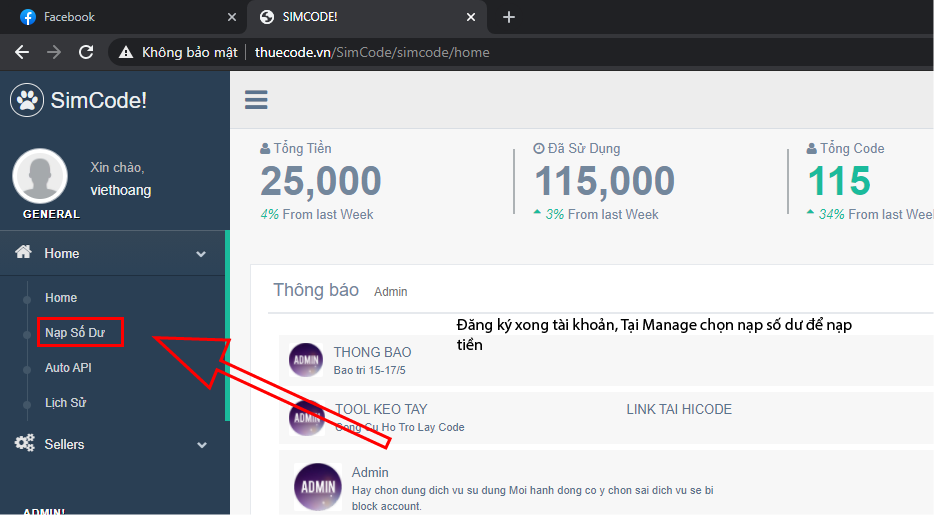 Facebook
SIMCODE!
Không bảo mật
thuecode.vn/SimCode/simcode/home
SimCode!
Xin chào,
viethoang
GENERAL
Home
Home
Nạp Số Dư
Auto API
Lịch Sử
Sellers
ADMIN!
Tổng Tiền
25,000
4% From last Week
Đã Sử Dụng
115,000
3% From last Week
Tổng Code
115
34% From last Wee
Thông báo Admin
Đăng ký xong tài khoản, Tại Manage chọn nạp số dư để nạp
tiền
ADMIN
THONG BAO
Bao tri 15-17/5
ADMIN
TOOL KEO TAY
LINK TAI HICODE
Cong Cu Ho Tro Lay Code
ADMIN
Admin
Hay chon dung dich vu su dung Moi hanh dong co y chon sai dich vu se bi
block account.